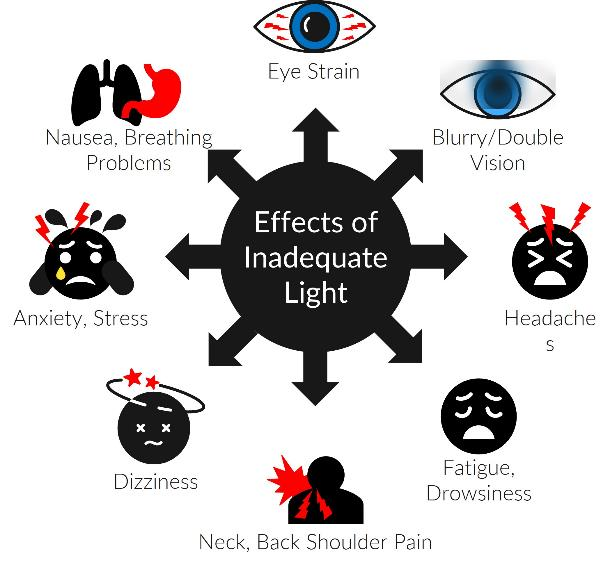 Eye Strain
Nausea, Breathing
Problems
Blurry/Double
Vision
Effects of
Inadequate
Light
Anxiety, Stress
Headache
s
Dizziness
Fatigue,
Drowsiness
Neck, Back Shoulder Pain